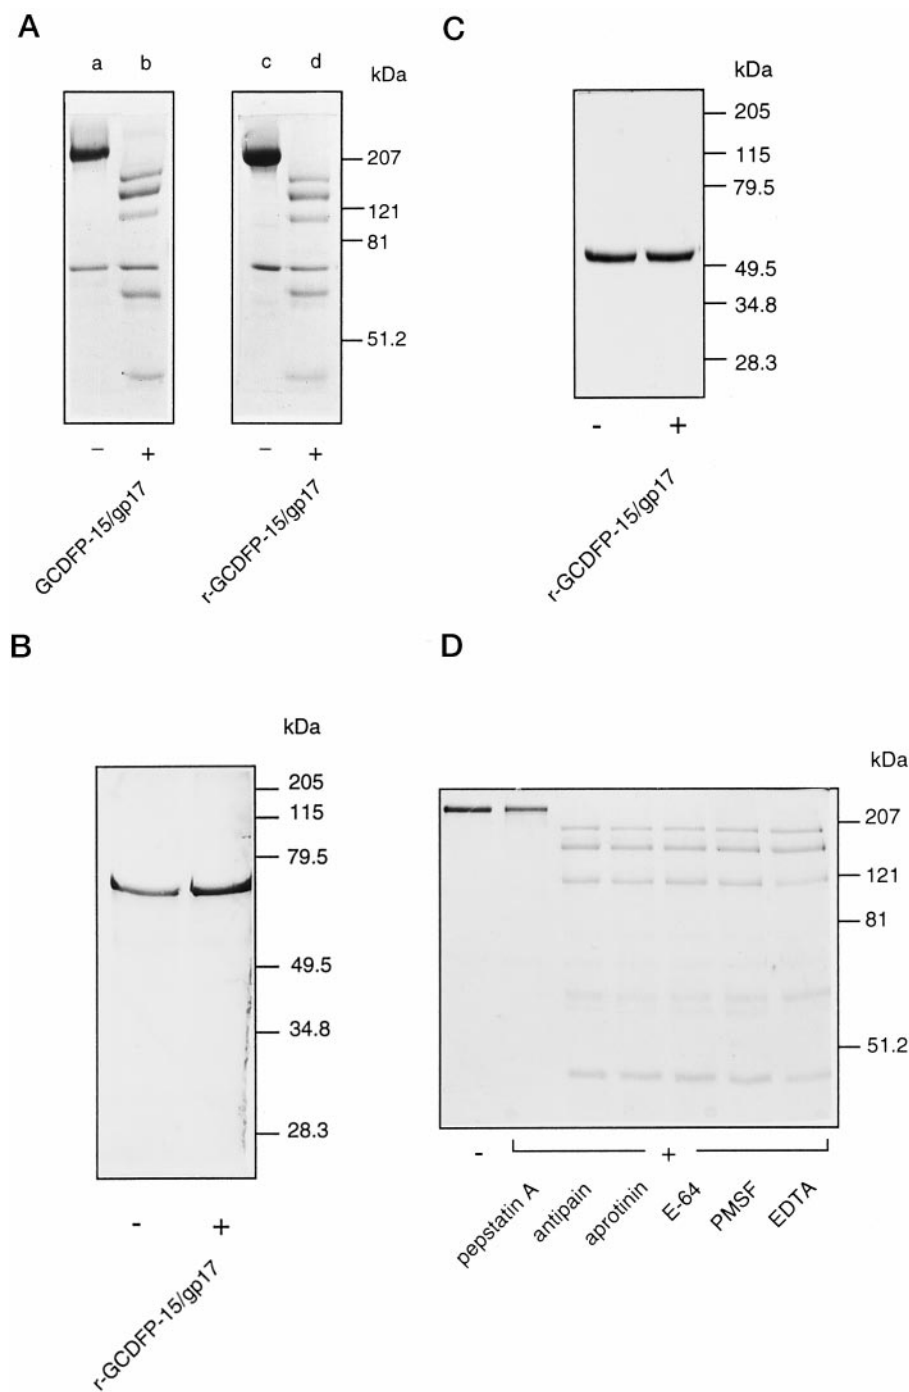 A
a b
c d
kDa
207
121
81
51.2
– + – +
GCDFP-15/gp17
r-GCDFP-15/gp17
C
kDa
205
115
79.5
49.5
34.8
28.3
- +
r-GCDFP-15/gp17
B
kDa
205
115
79.5
49.5
34.8
28.3
- +
r-GCDFP-15/gp17
D
kDa
207
121
81
51.2
- +
pepstatin A
antipain
aprotinin
E-64
PMSF
EDTA